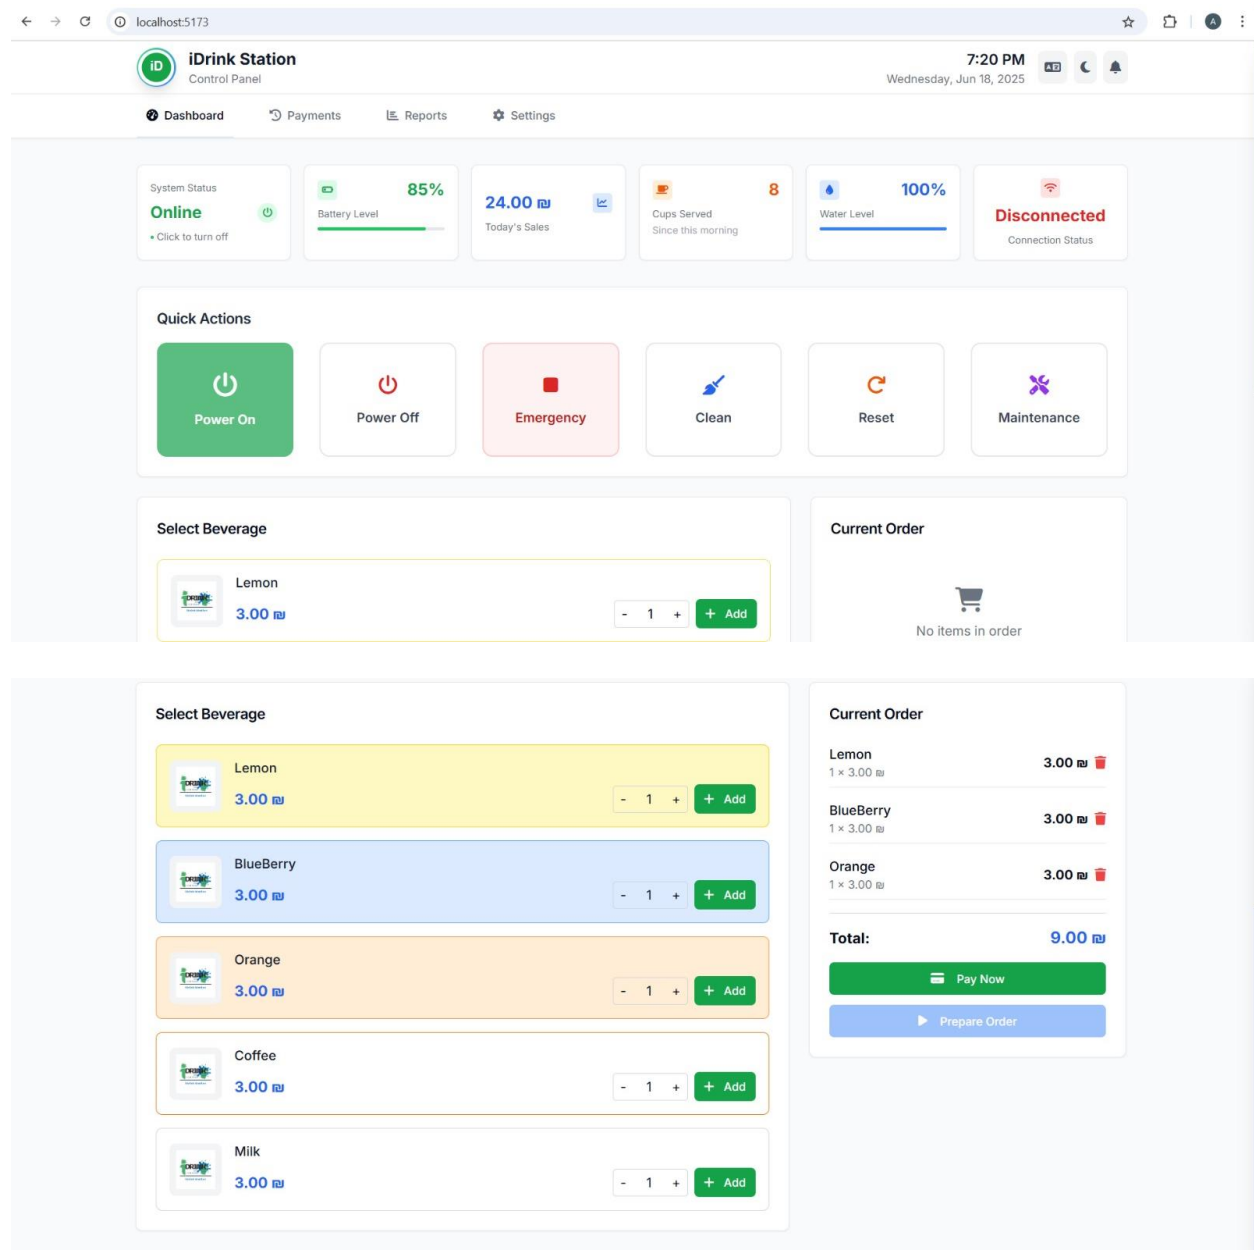 localhost:5173
A
iD
iDrink Station
Control Panel
7:20 PM
Wednesday, Jun 18, 2025
Dashboard
Payments
Reports
Settings
System Status
Online
• Click to turn off
85%
Battery Level
24.00 ₪
Today's Sales
8
Cups Served
Since this morning
100%
Water Level
Disconnected
Connection Status
Quick Actions
Power On
Power Off
Emergency
Clean
Reset
Maintenance
Select Beverage
Lemon
3.00 ₪
- 1 +
+ Add
Current Order
No items in order
Select Beverage
Lemon
3.00 ₪
- 1 +
+ Add
BlueBerry
3.00 ₪
- 1 +
+ Add
Orange
3.00 ₪
- 1 +
+ Add
Coffee
3.00 ₪
- 1 +
+ Add
Milk
3.00 ₪
- 1 +
+ Add
Current Order
Lemon
1 × 3.00 ₪
3.00 ₪
BlueBerry
1 × 3.00 ₪
3.00 ₪
Orange
1 × 3.00 ₪
3.00 ₪
Total:
9.00 ₪
Pay Now
Prepare Order